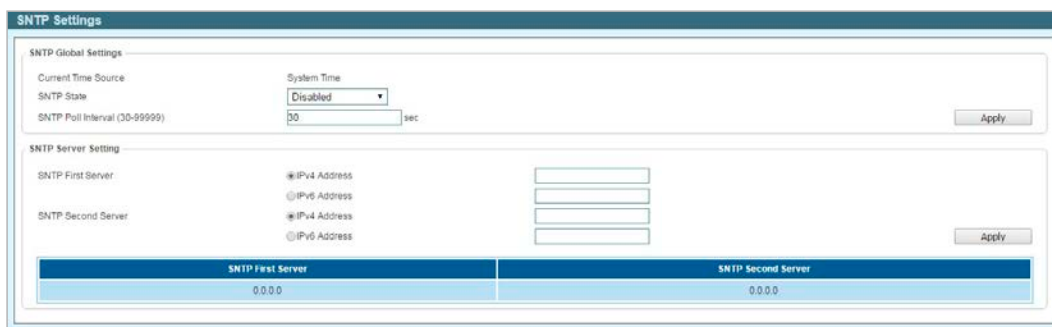 SNTP Settings
SNTP Global Settings
Current Time Source System Time
SNTP State Disabled
SNTP Poll Interval (30-99999) 30 sec
Apply
SNTP Server Setting
SNTP First Server IPv4 Address
IPv6 Address
SNTP Second Server IPv4 Address
IPv6 Address
Apply
SNTP First Server SNTP Second Server
0.0.0.0 0.0.0.0